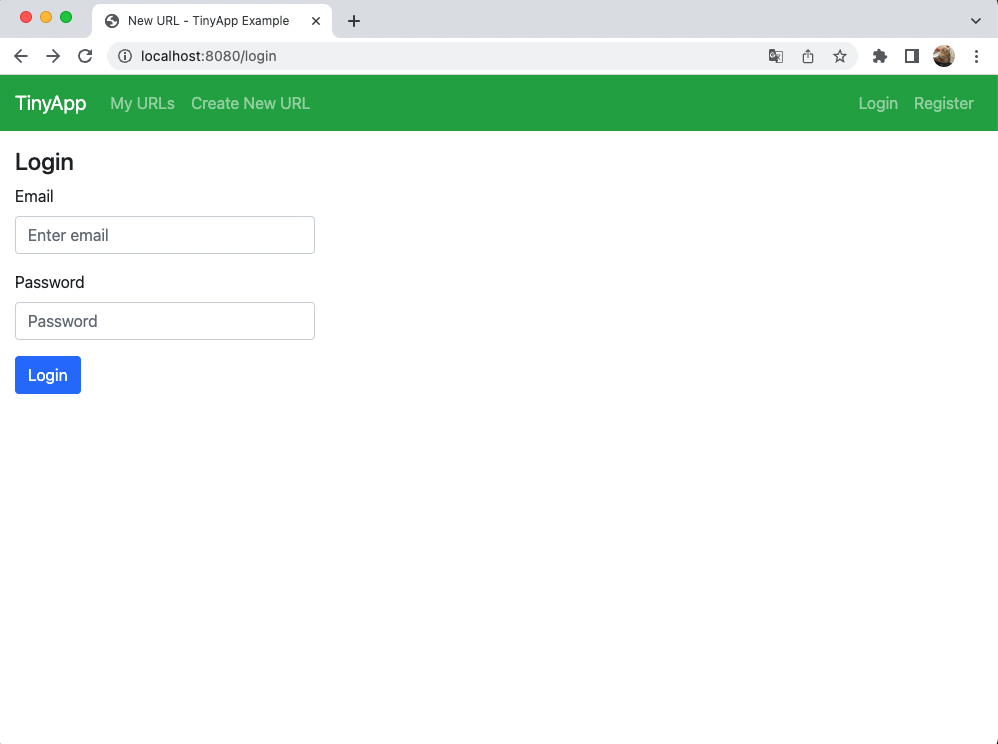 New URL - TinyApp Example
localhost:8080/login
TinyApp My URLs Create New URL Login Register
Login
Email
Enter email
Password
Password
Login